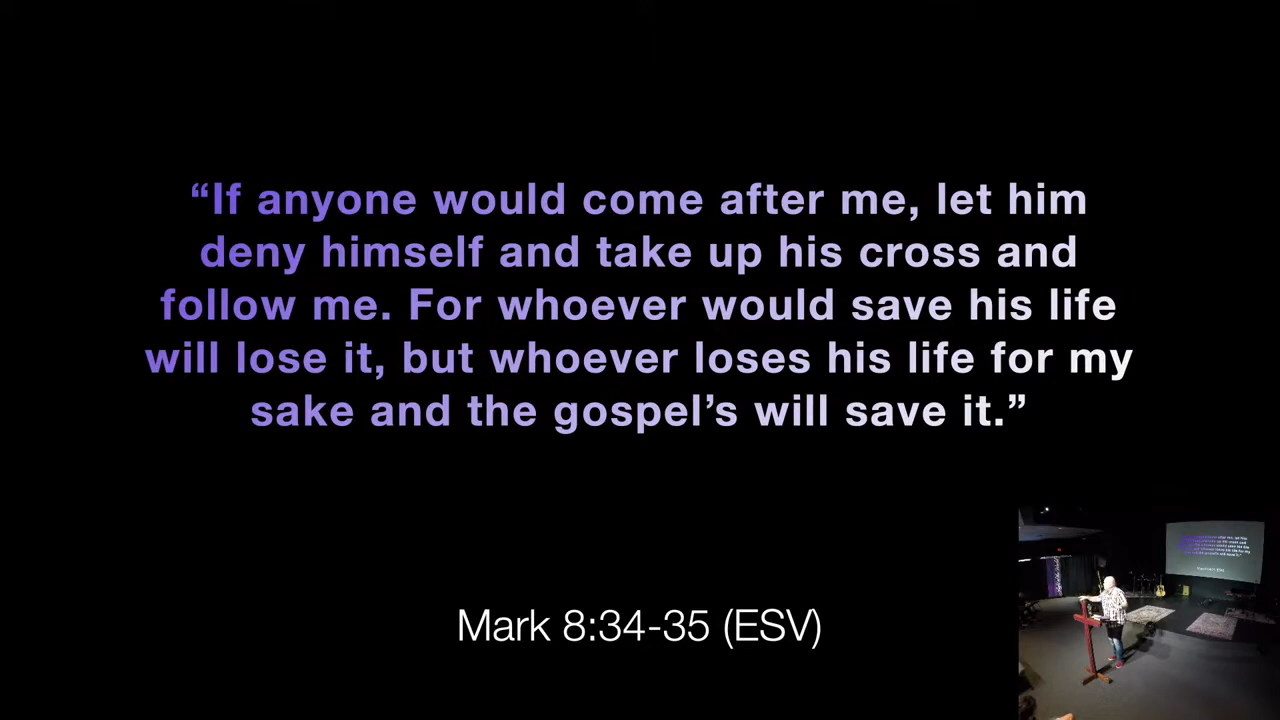 “If anyone would come after me, let him
deny himself and take up his cross and
follow me. For whoever would save his life
will lose it, but whoever loses his life for my
sake and the gospel’s will save it.”
Mark 8:34-35 (ESV)